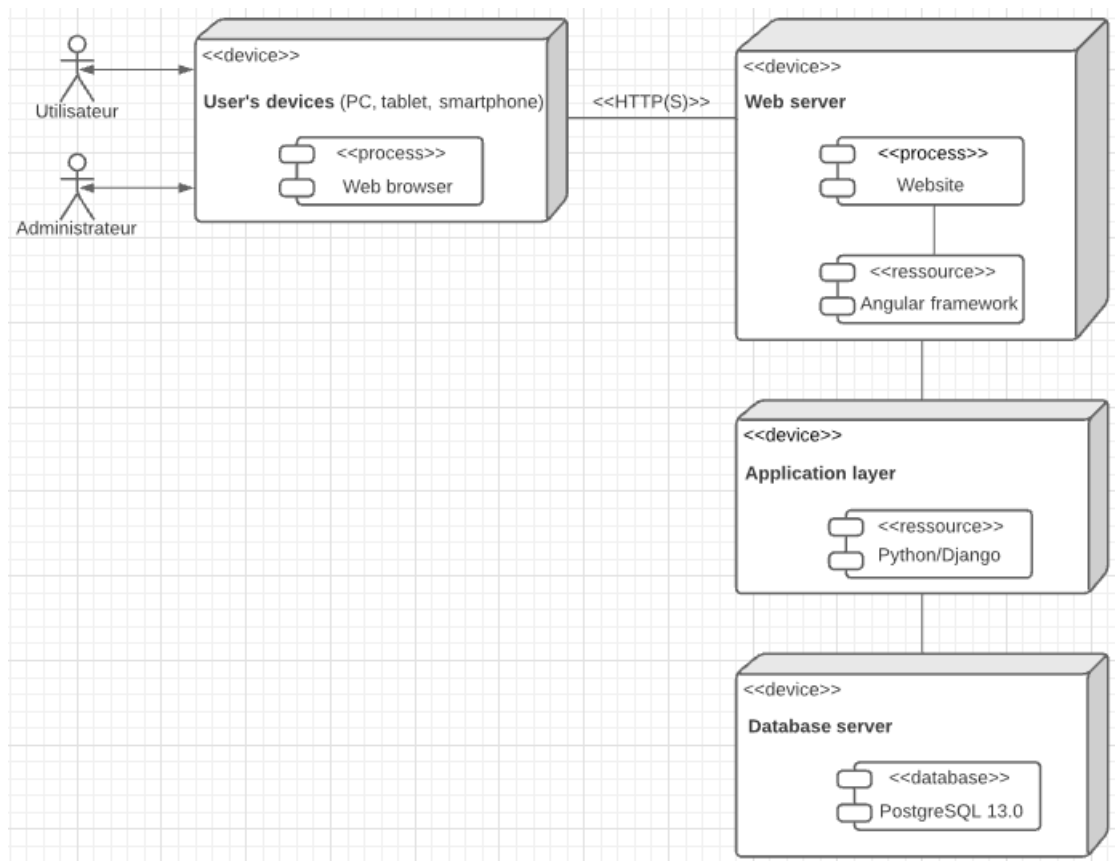 Utilisateur
Administrateur
<<device>>
User's devices (PC, tablet, smartphone)
<<process>>
Web browser
<<HTTP(S)>>
<<device>>
Web server
<<process>>
Website
<<ressource>>
Angular framework
<<device>>
Application layer
<<ressource>>
Python/Django
<<device>>
Database server
<<database>>
PostgreSQL 13.0